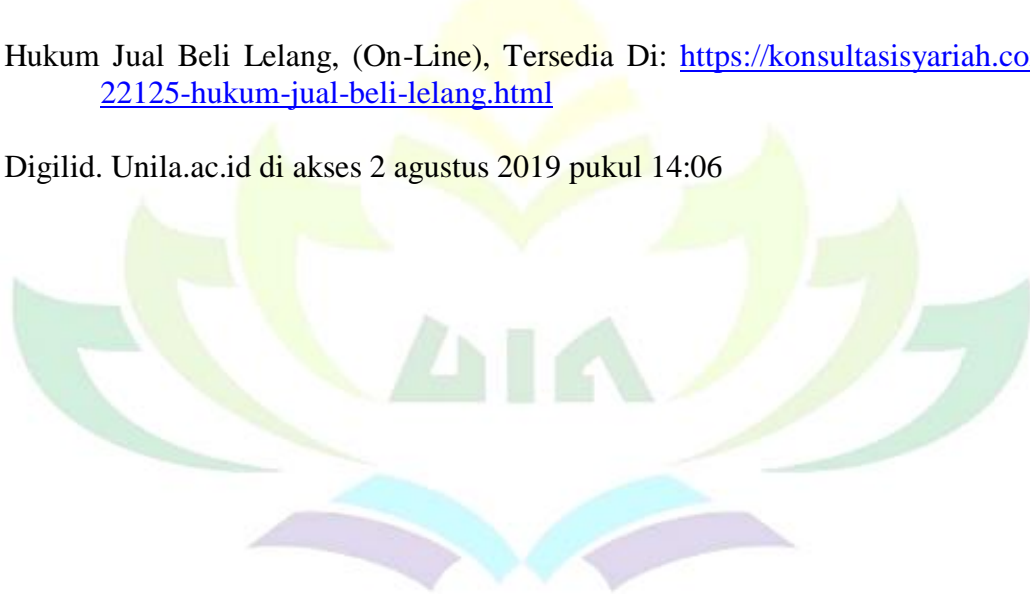 Hukum Jual Beli Lelang, (On-Line), Tersedia Di: https://konsultasisyariah.co
22125-hukum-jual-beli-lelang.html
Digilid. Unila.ac.id di akses 2 agustus 2019 pukul 14:06
UIN